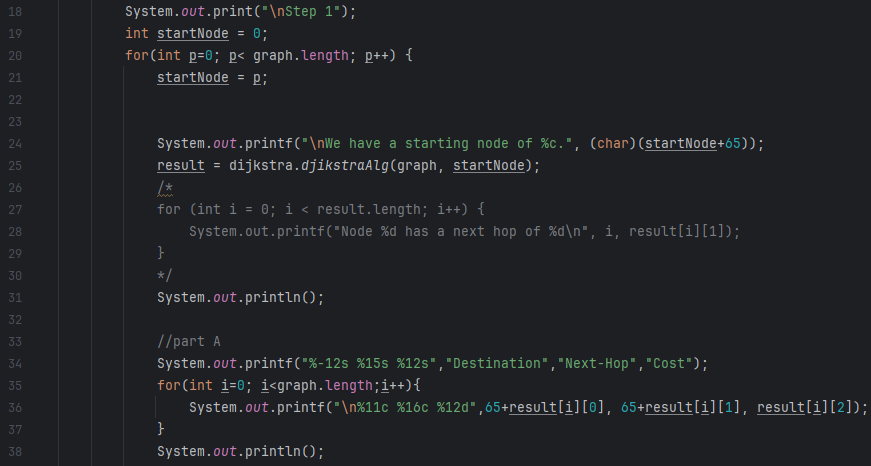 18 System.out.print("\nStep 1");
19 int startNode = 0;
20 for(int p=0; p< graph.length; p++) {
21 startNode = p;
22
23
24 System.out.printf("\nWe have a starting node of %c.", (char)(startNode+65));
25 result = dijkstra.djikstraAlg(graph, startNode);
26 /*
27 for (int i = 0; i < result.length; i++) {
28 System.out.printf("Node %d has a next hop of %d\n", i, result[i][1]);
29 }
30 */
31 System.out.println();
32
33 //part A
34 System.out.printf("%-12s %15s %12s","Destination","Next-Hop","Cost");
35 for(int i=0; i<graph.length;i++){
36 System.out.printf("\n%11c %16c %12d",65+result[i][0], 65+result[i][1], result[i][2]);
37 }
38 System.out.println();